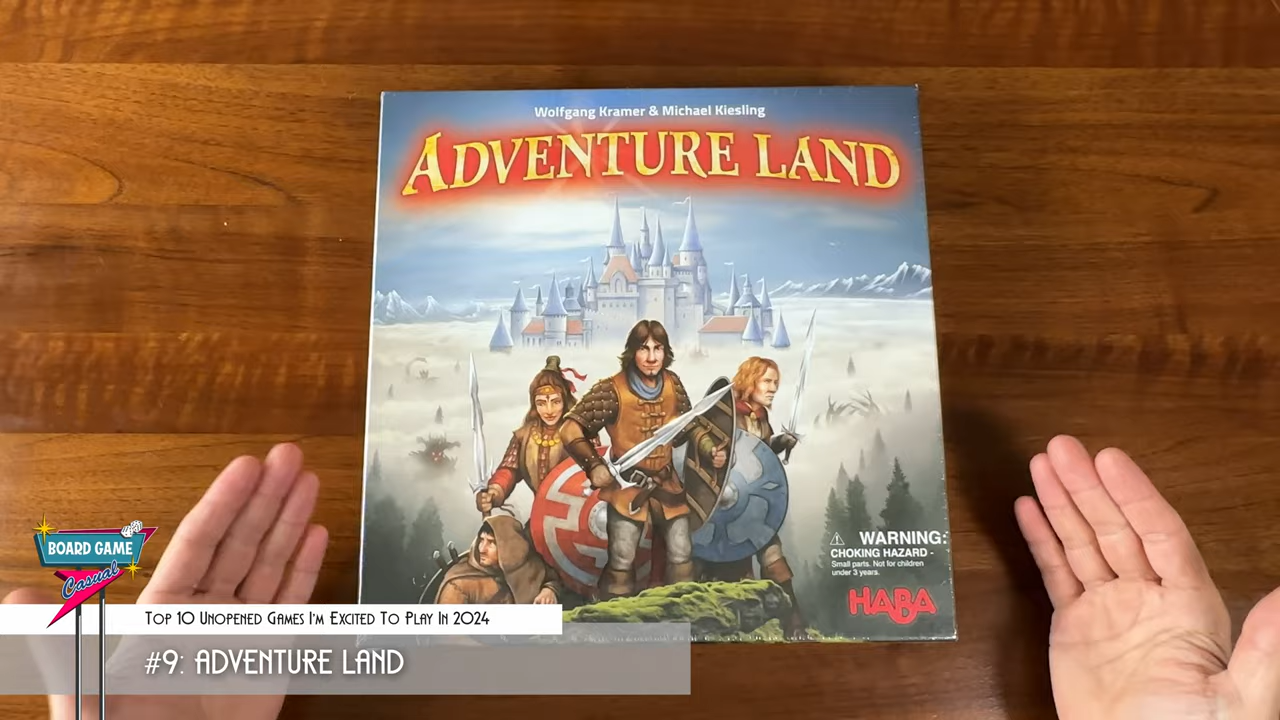 Wolfgang Kramer & Michael Kiesling
ADVENTURE LAND
WARNING:
CHOKING HAZARD -
Small parts. Not for children
under 3 years.
HABA
BOARD GAME
Casual
Top 10 Unopened Games I'm Excited To Play In 2024
#9: ADVENTURE LAND